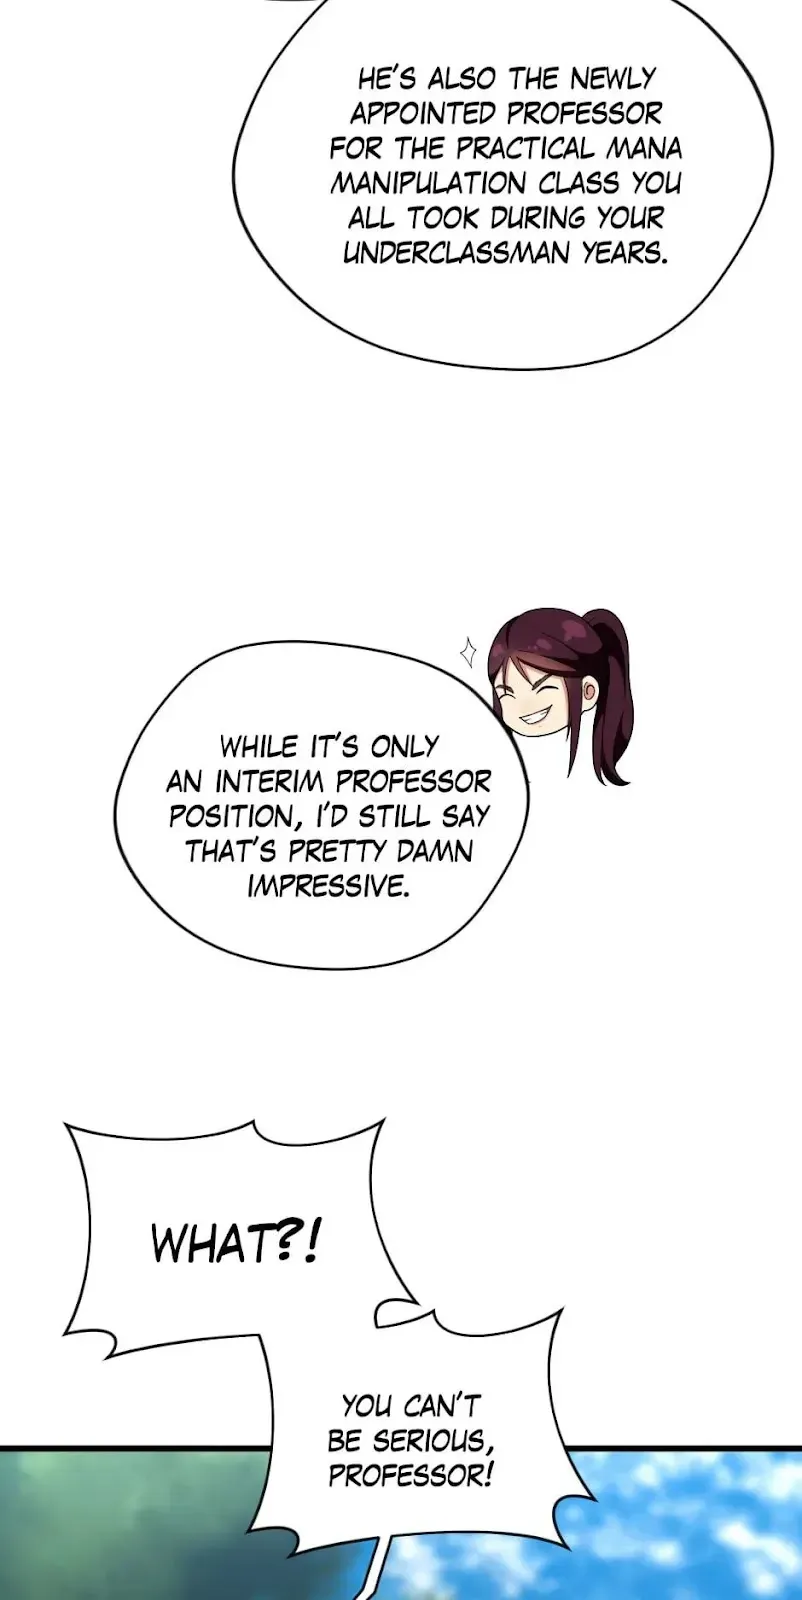 HE'S ALSO THE NEWLY
APPOINTED PROFESSOR
FOR THE PRACTICAL MANA
MANIPULATION CLASS YOU
ALL TOOK DURING YOUR
UNDERCLASSMAN YEARS.
WHILE IT'S ONLY
AN INTERIM PROFESSOR
POSITION, I'D STILL SAY
THAT'S PRETTY DAMN
IMPRESSIVE.
WHAT?!
YOU CAN'T
BE SERIOUS,
PROFESSOR!